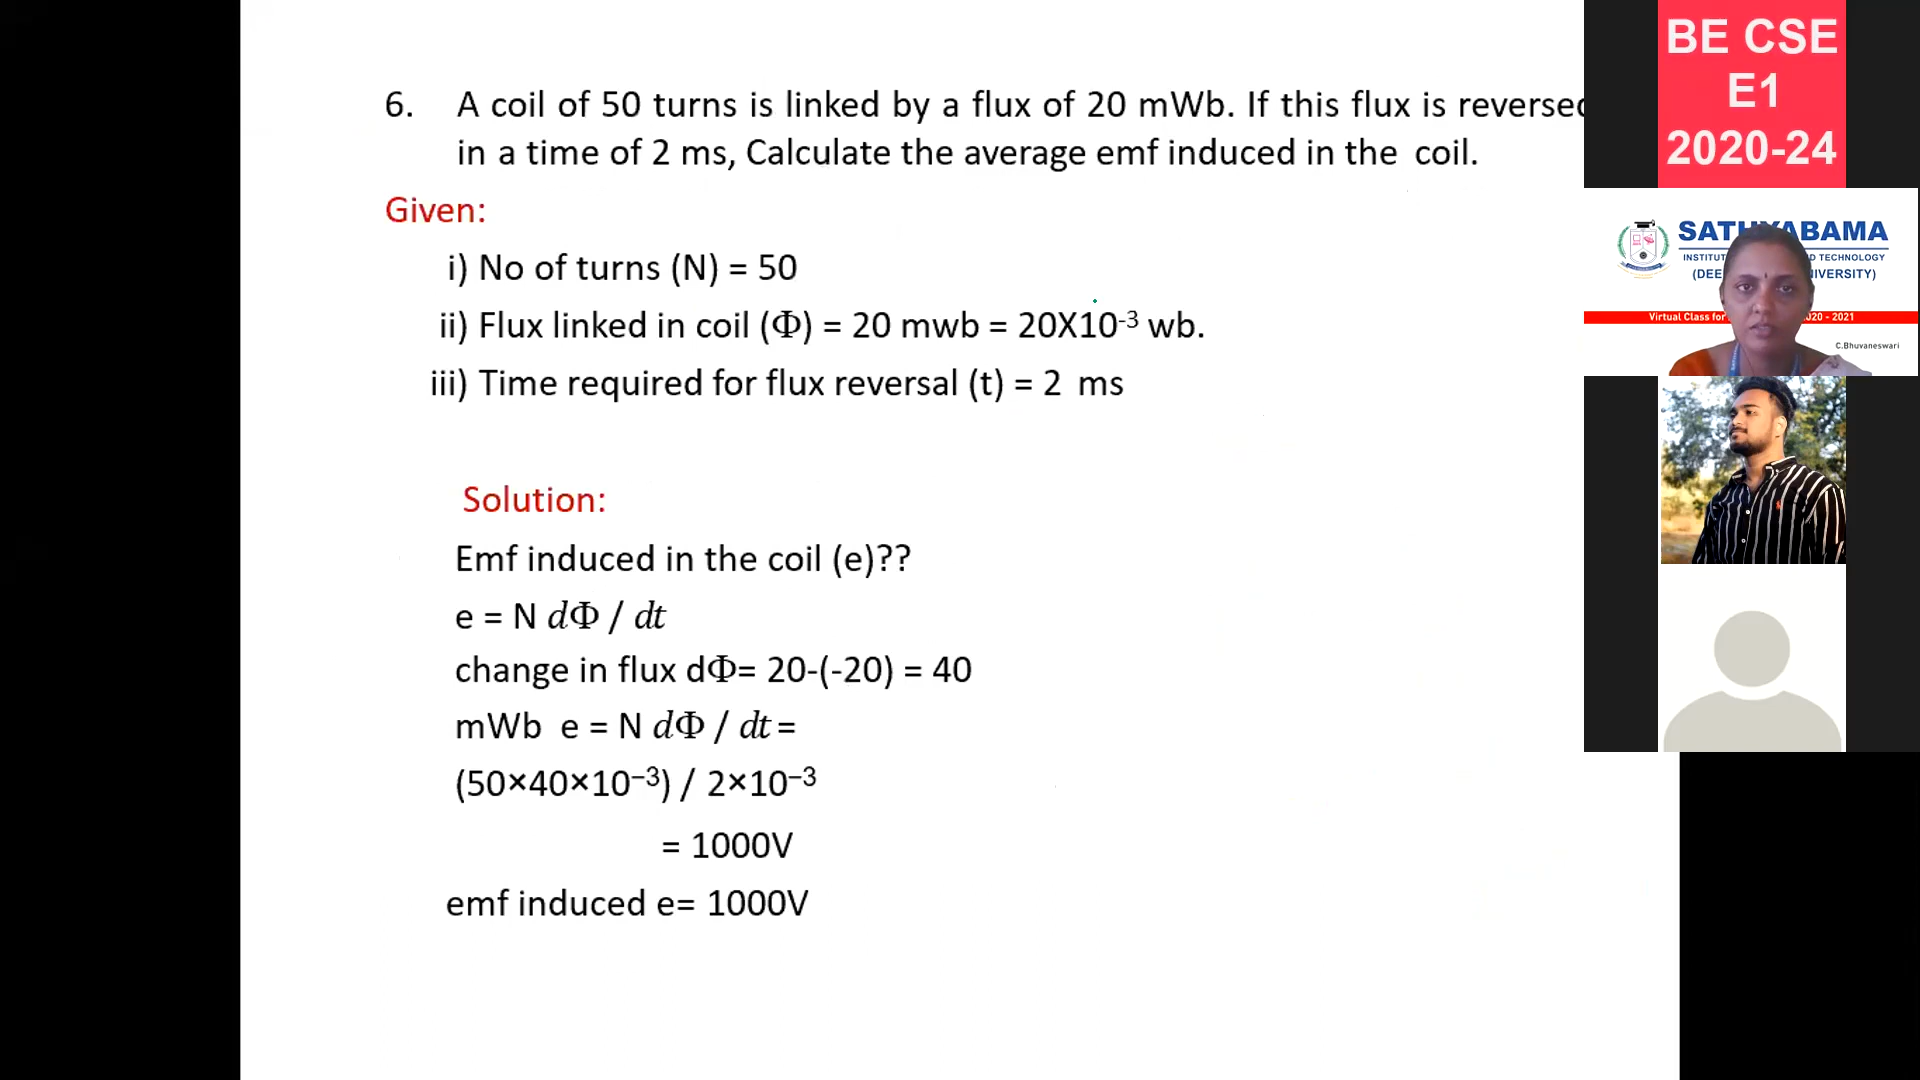 6. A coil of 50 turns is linked by a flux of 20 mWb. If this flux is reversed
in a time of 2 ms, Calculate the average emf induced in the coil.
Given:
i) No of turns (N) = 50
ii) Flux linked in coil (Φ) = 20 mwb = 20X10⁻³ wb.
iii) Time required for flux reversal (t) = 2 ms
Solution:
Emf induced in the coil (e)??
e = N dΦ / dt
change in flux dΦ= 20-(-20) = 40
mWb e = N dΦ / dt =
(50×40×10⁻³) / 2×10⁻³
= 1000V
emf induced e= 1000V
BE CSE
E1
2020-24
SATHYABAMA
INSTITUT D TECHNOLOGY
(DEE IVERSITY)
Virtual Class for 020 - 2021
C.Bhuvaneswari